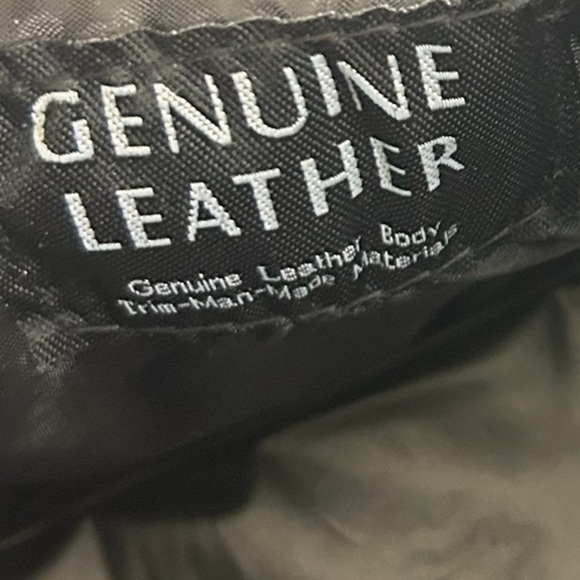 GENUINE
LEATHER
Genuine Leather Body
Trim-Man-Made Materials